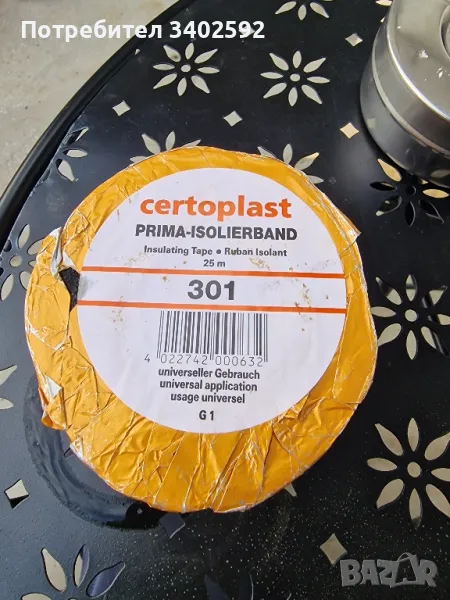 Потребител 3402592
certoplast
PRIMA-ISOLIERBAND
Insulating Tape ● Ruban Isolant
25 m
301
4 022742 000632
universeller Gebrauch
universal application
usage universel
G 1
BAZAR